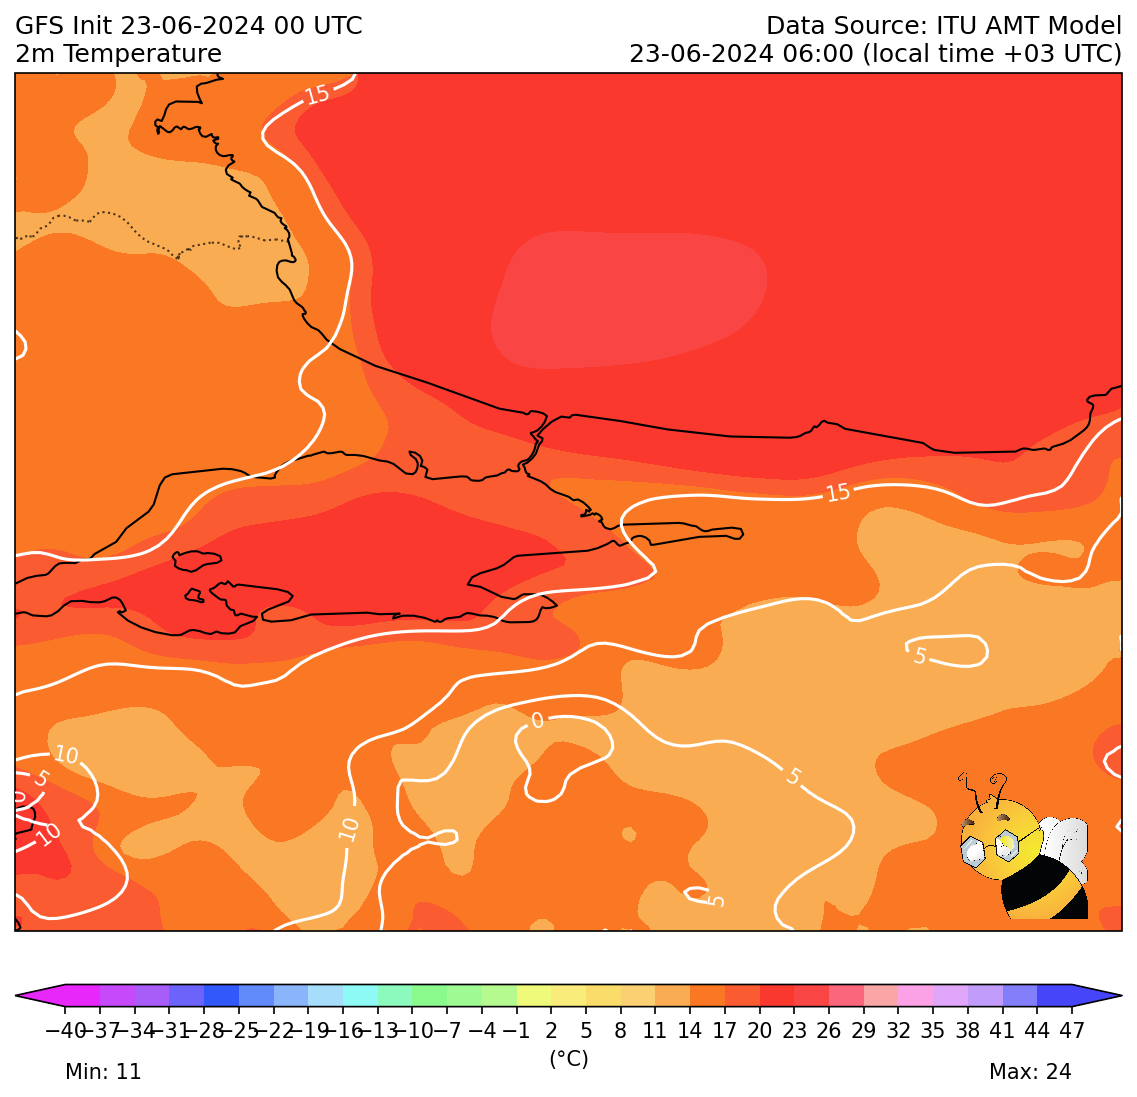 GFS Init 23-06-2024 00 UTC
Data Source: ITU AMT Model
2m Temperature
23-06-2024 06:00 (local time +03 UTC)
15
15
5
0
10
5
5
0
10
10
5
−40 −37 −34 −31 −28 −25 −22 −19 −16 −13 −10 −7 −4 −1 2 5 8 11 14 17 20 23 26 29 32 35 38 41 44 47
(°C)
Min: 11
Max: 24